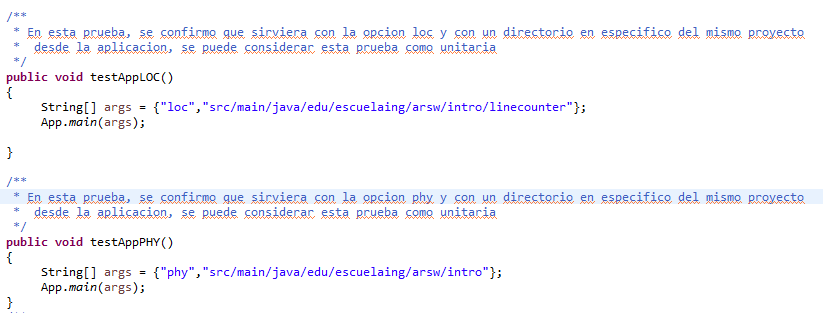 /**
 * En esta prueba, se confirmo que sirviera con la opcion loc y con un directorio en especifico del mismo proyecto
 *  desde la aplicacion, se puede considerar esta prueba como unitaria
 */
public void testAppLOC()
{
     String[] args = {"loc","src/main/java/edu/escuelaing/arsw/intro/linecounter"};
     App.main(args);
}
/**
 * En esta prueba, se confirmo que sirviera con la opcion phy y con un directorio en especifico del mismo proyecto
 *  desde la aplicacion, se puede considerar esta prueba como unitaria
 */
public void testAppPHY()
{
     String[] args = {"phy","src/main/java/edu/escuelaing/arsw/intro"};
     App.main(args);
}